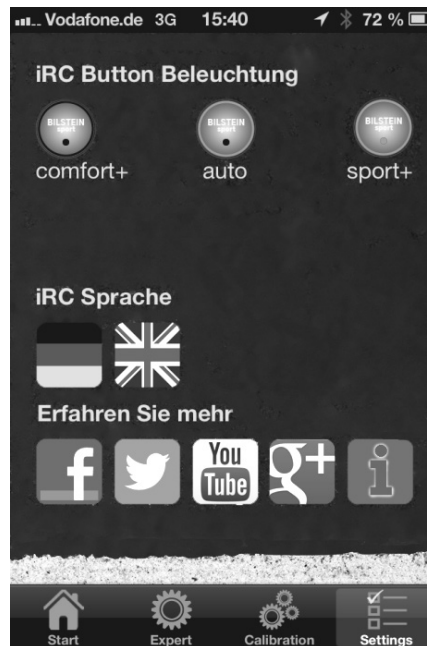 Vodafone.de 3G 15:40 72 %
iRC Button Beleuchtung
BILSTEIN sport BILSTEIN sport BILSTEIN sport
comfort+ auto sport+
iRC Sprache
Erfahren Sie mehr
f You Tube g+ i
Start Expert Calibration Settings